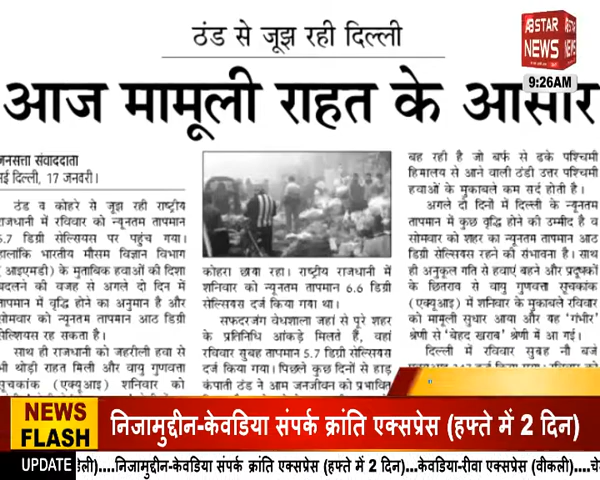 ठंड से जूझ रही दिल्ली
ABSTAR
NEWS
9:26AM
आज मामूली राहत के आसार
जनसत्ता संवाददाता
नई दिल्ली, 17 जनवरी।
ठंड व कोहरे से जूझ रही राष्ट्रीय
राजधानी में रविवार को न्यूनतम तापमान
5.7 डिग्री सेल्सियस पर पहुंच गया।
हालांकि भारतीय मौसम विज्ञान विभाग
(आइएमडी) के मुताबिक हवाओं की दिशा
बदलने की वजह से अगले दो दिन में
तापमान में वृद्धि होने का अनुमान है और
सोमवार को न्यूनतम तापमान आठ डिग्री
सेल्शियस रह सकता है।
साथ ही राजधानी को जहरीली हवा से
भी थोड़ी राहत मिली और वायु गुणवत्ता
सूचकांक (एक्यूआइ) शनिवार को
कोहरा छाया रहा। राष्ट्रीय राजधानी में
शनिवार को न्यूनतम तापमान 6.6 डिग्री
सेल्सियस दर्ज किया गया था।
सफदरजंग वेधशाला जहां से पूरे शहर
के प्रतिनिधि आंकड़े मिलते हैं, वहां
रविवार सुबह तापमान 5.7 डिग्री सेल्सियस
दर्ज किया गया। पिछले कुछ दिनों से हाड़
कंपाती ठंड ने आम जनजीवन को प्रभावित
बह रही है जो बर्फ से ढके पश्चिमी
हिमालय से आने वाली ठंडी उत्तर पश्चिमी
हवाओं के मुकाबले कम सर्द होती है।
अगले दो दिनों में दिल्ली के न्यूनतम
तापमान में कुछ वृद्धि होने की उम्मीद है व
सोमवार को शहर का न्यूनतम तापमान आठ
डिग्री सेल्सियस रहने की संभावना है। साथ
ही अनुकूल गति से हवाएं बहने और प्रदूषकों
के छितराव से वायु गुणवत्ता सूचकांक
(एक्यूआइ) में शनिवार के मुकाबले रविवार
को मामूली सुधार आया और यह 'गंभीर'
श्रेणी से 'बेहद खराब' श्रेणी में आ गई।
दिल्ली में रविवार सुबह नौ बजे
NEWS
FLASH
निजामुद्दीन-केवडिया संपर्क क्रांति एक्सप्रेस (हफ्ते में 2 दिन)
UPDATE
....निजामुद्दीन-केवडिया संपर्क क्रांति एक्सप्रेस (हफ्ते में 2 दिन)...केवडिया-रीवा एक्सप्रेस (वीकली)....